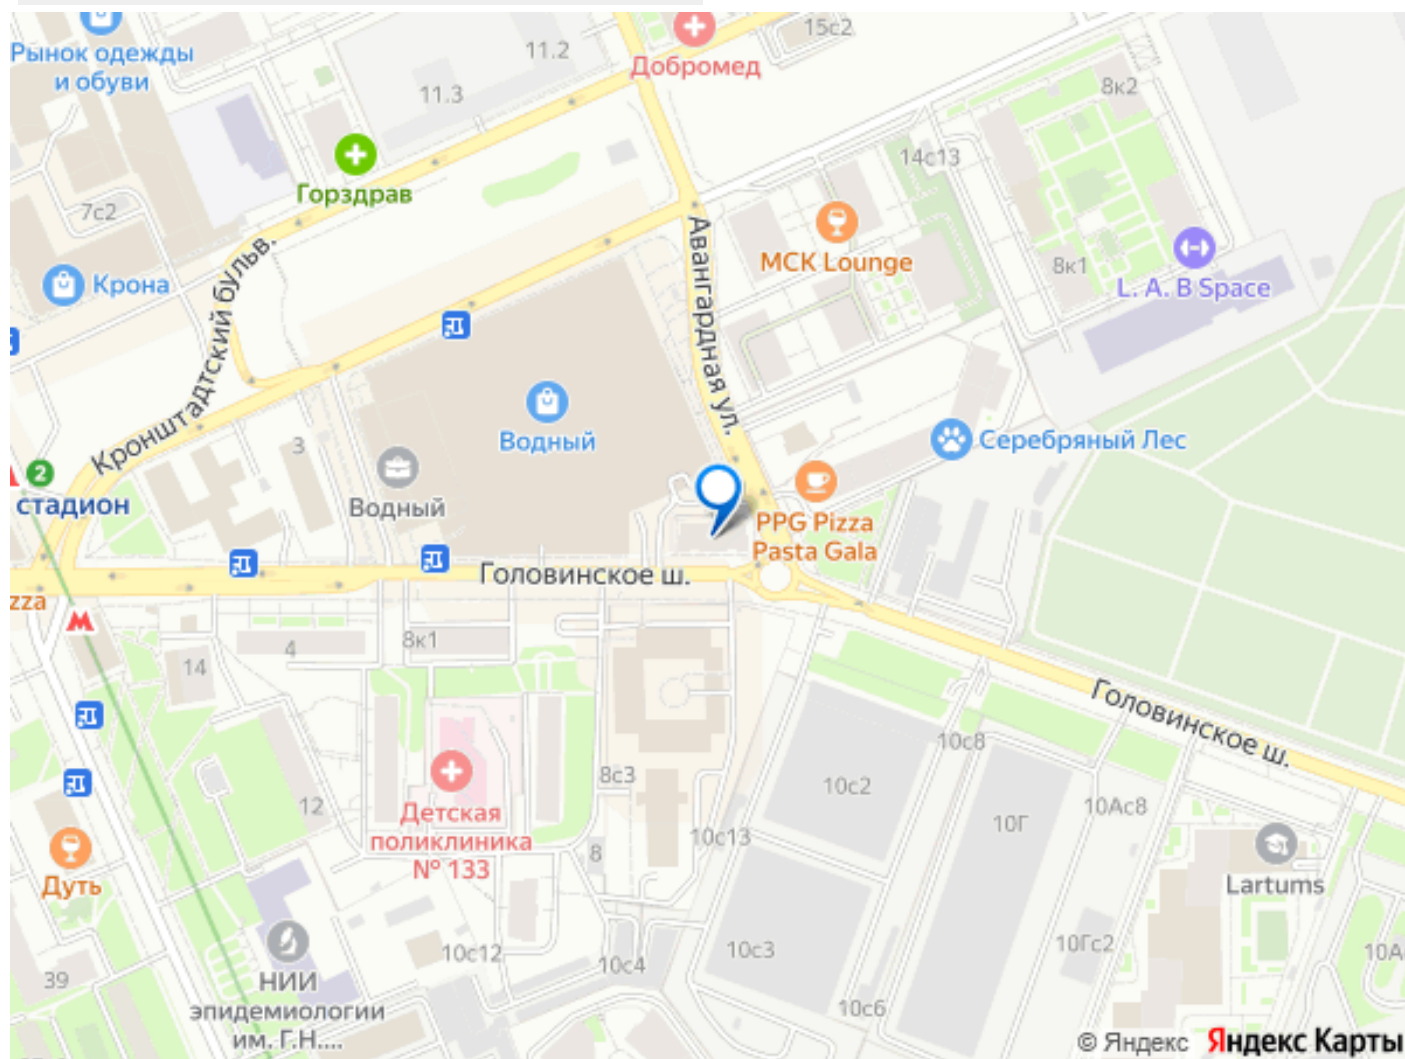 Рынок одежды
и обуви
11.2
15с2
Добромед
11.3
8к2
Горздрав
14с13
7с2
МСК Lounge
8к1
L. A. B Space
Крона
Кронштадтский бульв.
Авангардная ул.
Водный
Серебряный Лес
3
2
стадион
Водный
PPG Pizza
Pasta Gala
Головинское ш.
zza
М
4
8к1
14
Головинское ш.
10с8
8с3
10с2
12
10Ас8
10Г
Детская
поликлиника
№ 133
10с13
8
Дуть
Lartums
10с12
10с4
10с3
10Гс2
10А
39
НИИ
эпидемиологии
им. Г.Н....
10с6
© Яндекс Яндекс Карты